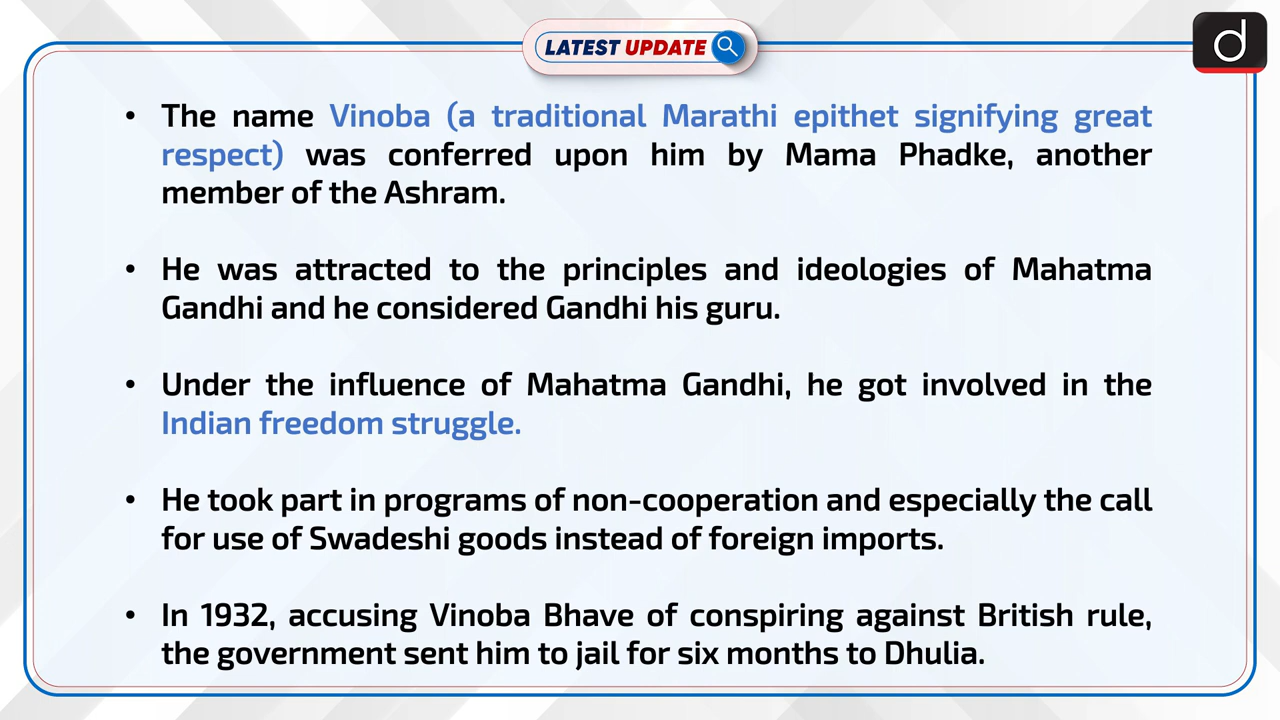 LATEST UPDATE
d
• The name Vinoba (a traditional Marathi epithet signifying great
respect) was conferred upon him by Mama Phadke, another
member of the Ashram.
• He was attracted to the principles and ideologies of Mahatma
Gandhi and he considered Gandhi his guru.
• Under the influence of Mahatma Gandhi, he got involved in the
Indian freedom struggle.
• He took part in programs of non-cooperation and especially the call
for use of Swadeshi goods instead of foreign imports.
• In 1932, accusing Vinoba Bhave of conspiring against British rule,
the government sent him to jail for six months to Dhulia.